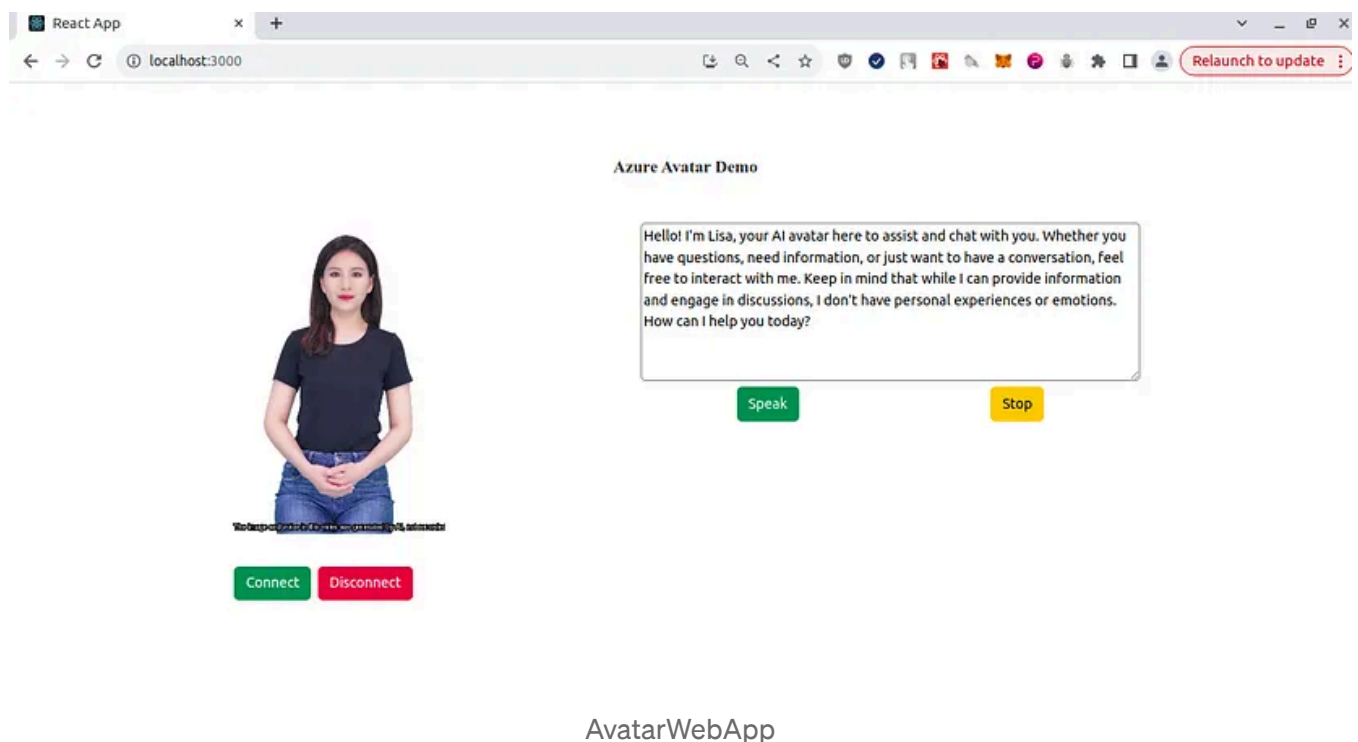 React App
localhost:3000
Relaunch to update
Azure Avatar Demo
Hello! I'm Lisa, your AI avatar here to assist and chat with you. Whether you
have questions, need information, or just want to have a conversation, feel
free to interact with me. Keep in mind that while I can provide information
and engage in discussions, I don't have personal experiences or emotions.
How can I help you today?
Speak
Stop
Connect
Disconnect
AvatarWebApp